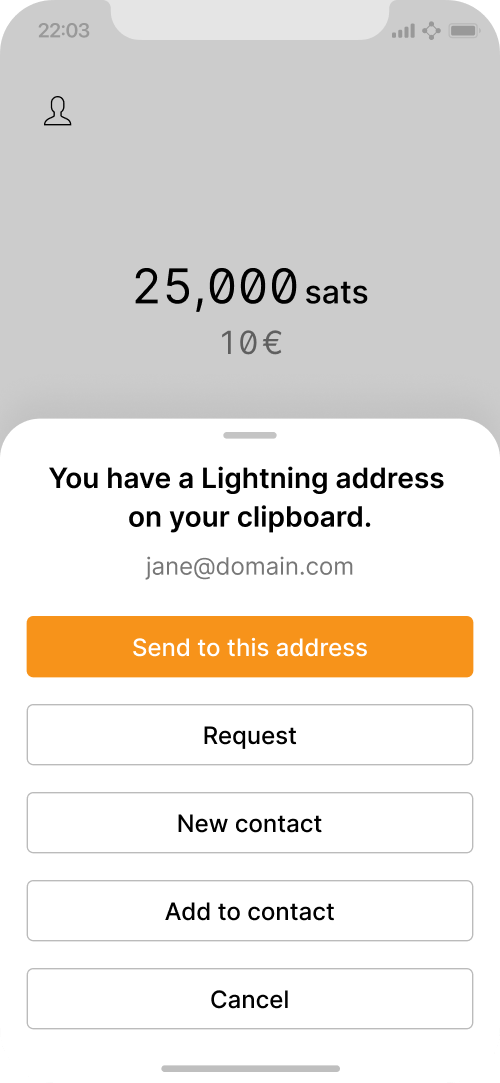 22:03
25,000 sats
10€
You have a Lightning address
on your clipboard.
jane@domain.com
Send to this address
Request
New contact
Add to contact
Cancel